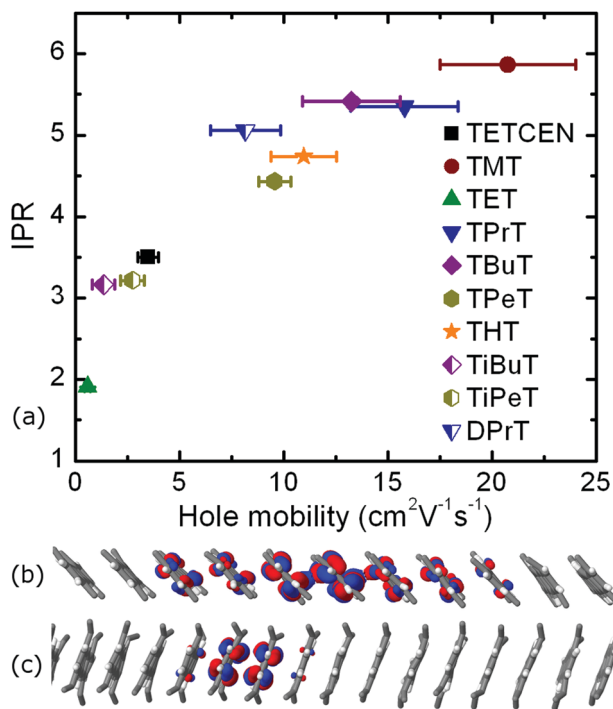 6
5
4
3
2
1
IPR
TETCEN
TMT
TET
TPrT
TBuT
TPeT
THT
TiBuT
TiPeT
DPrT
(a)
0 5 10 15 20 25
Hole mobility (cm²V⁻¹s⁻¹)
(b)
(c)